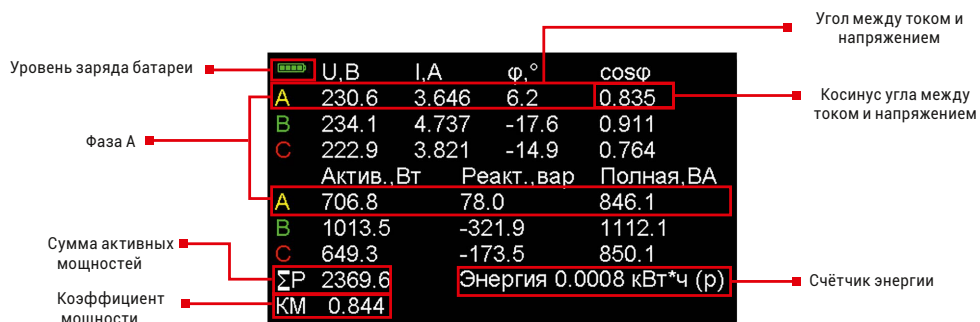 Угол между током и
напряжением
Уровень заряда батареи
U,В I,А φ,° cosφ
A 230.6 3.646 6.2 0.835
B 234.1 4.737 -17.6 0.911
C 222.9 3.821 -14.9 0.764
Косинус угла между
током и напряжением
Фаза А
Актив.,Вт Реакт.,вар Полная,ВА
A 706.8 78.0 846.1
B 1013.5 -321.9 1112.1
C 649.3 -173.5 850.1
Сумма активных
мощностей
ΣP 2369.6 Энергия 0.0008 кВт*ч (р)
Счётчик энергии
Коэффициент
мощности
КМ 0.844